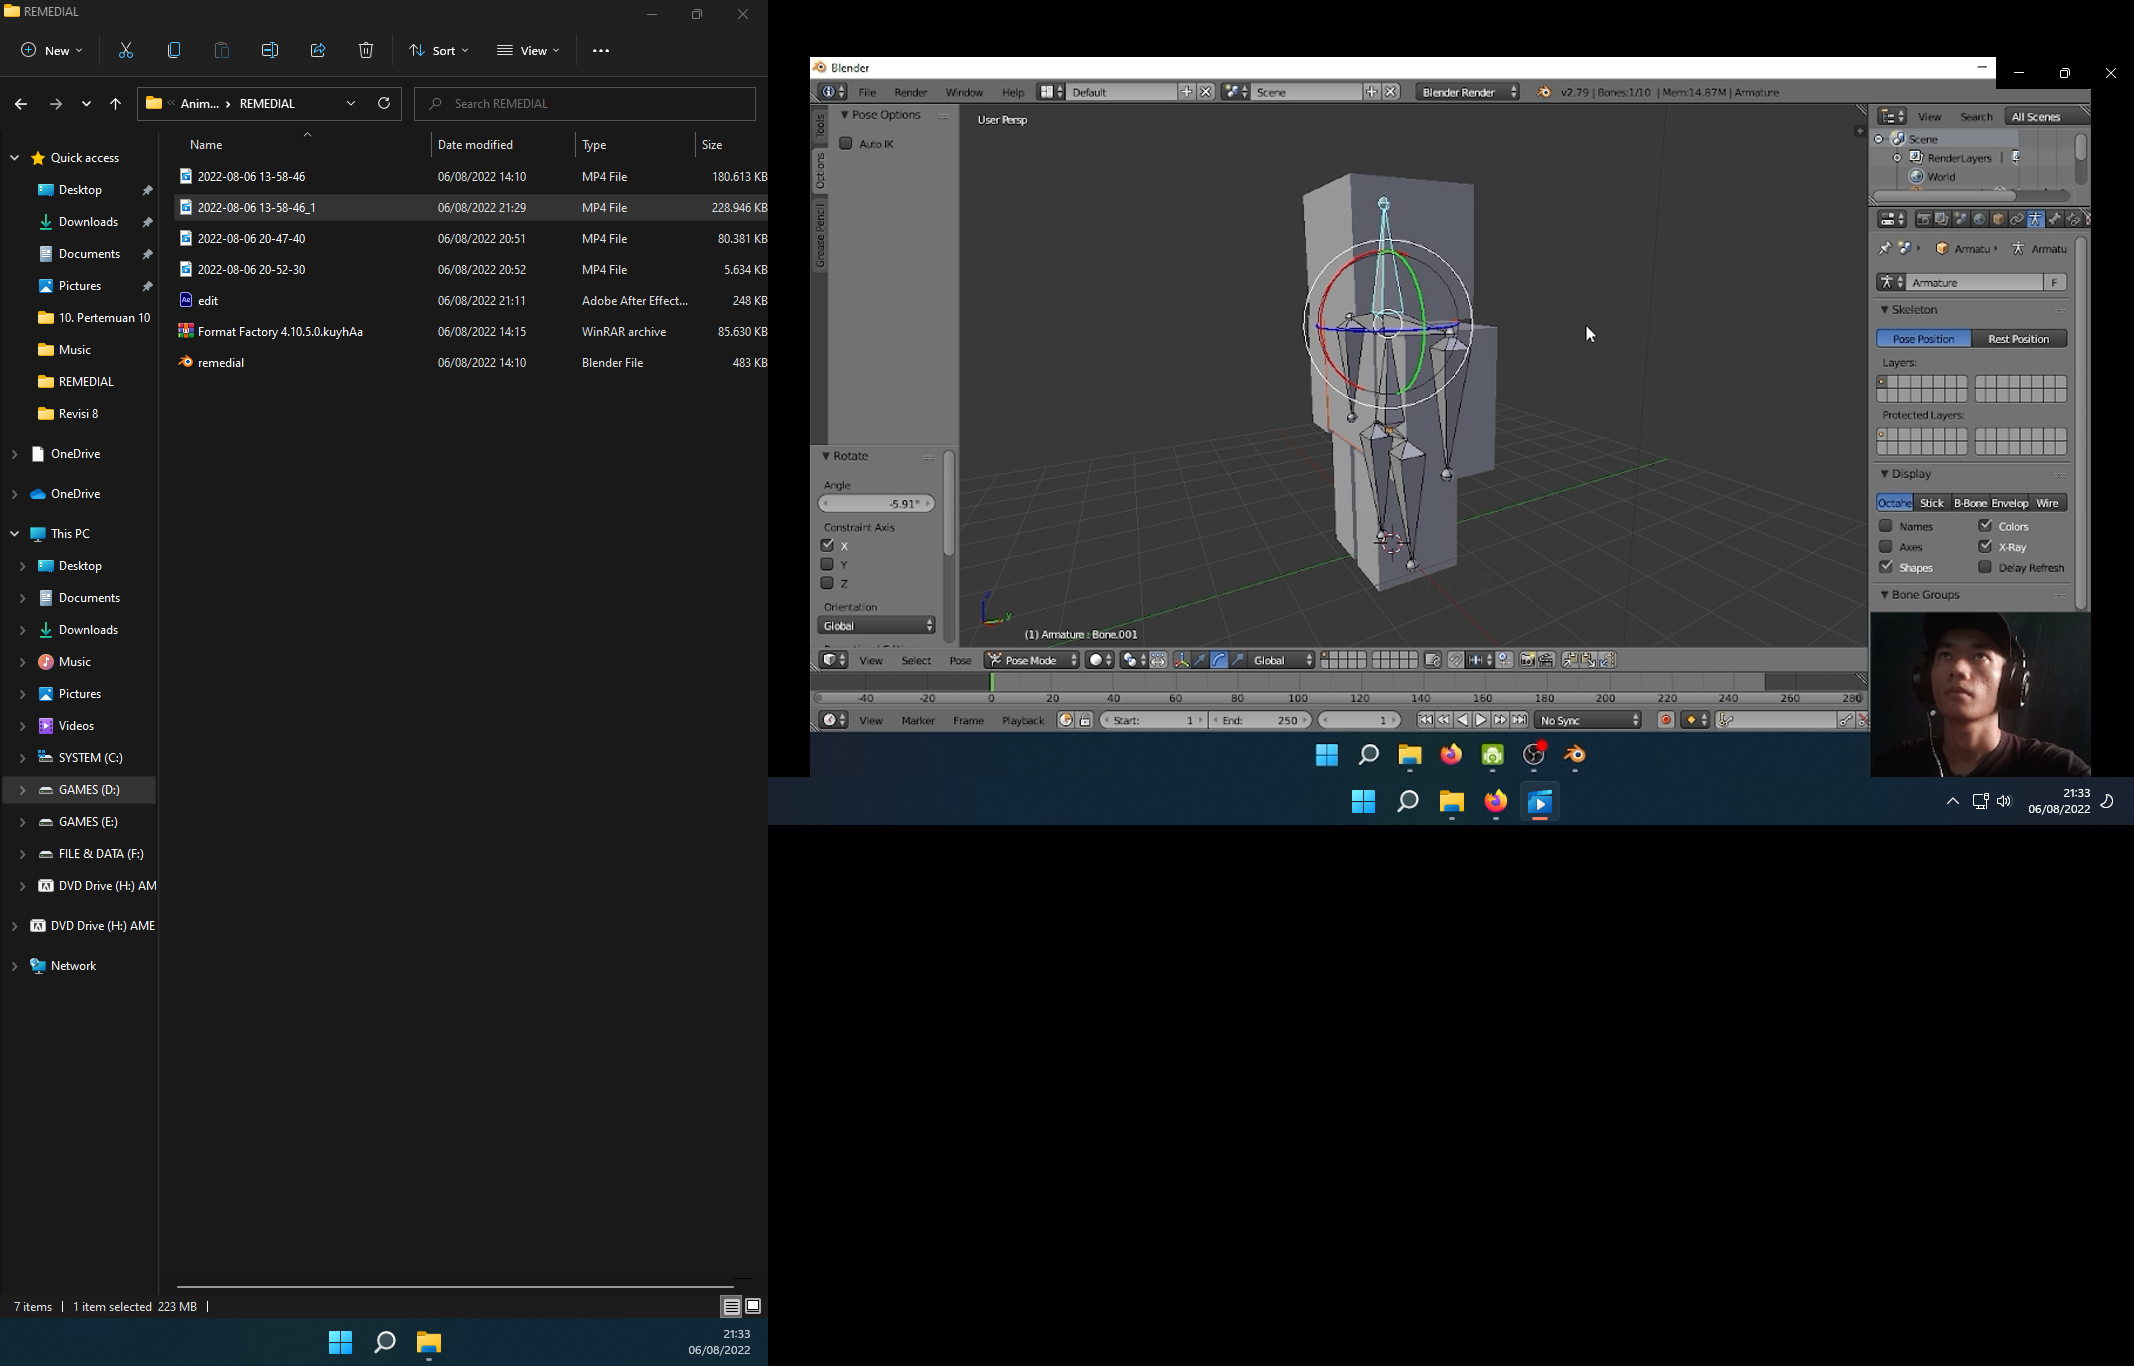 REMEDIAL
New
Sort
View
Anim... > REMEDIAL
Search REMEDIAL
Name Date modified Type Size
2022-08-06 13-58-46 06/08/2022 14:10 MP4 File 180.613 KB
2022-08-06 13-58-46_1 06/08/2022 21:29 MP4 File 228.946 KB
2022-08-06 20-47-40 06/08/2022 20:51 MP4 File 80.381 KB
2022-08-06 20-52-30 06/08/2022 20:52 MP4 File 5.634 KB
edit 06/08/2022 21:11 Adobe After Effect... 248 KB
Format Factory 4.10.5.0.kuyhAa 06/08/2022 14:15 WinRAR archive 85.630 KB
remedial 06/08/2022 14:10 Blender File 483 KB
Quick access
Desktop
Downloads
Documents
Pictures
10. Pertemuan 10
Music
REMEDIAL
Revisi 8
OneDrive
OneDrive
This PC
Desktop
Documents
Downloads
Music
Pictures
Videos
SYSTEM (C:)
GAMES (D:)
GAMES (E:)
FILE & DATA (F:)
DVD Drive (H:) AM
DVD Drive (H:) AME
Network
7 items 1 item selected 223 MB
21:33
06/08/2022
Blender
File Render Window Help Default Scene Blender Render v2.79 | Bones:1/10 | Mem:14.87M | Armature
Tools
Options
Grease Pencil
Pose Options
Auto IK
User Persp
Rotate
Angle
-5.91°
Constraint Axis
X
Y
Z
Orientation
Global
(1) Armature : Bone.001
View Select Pose Pose Mode Global
-40 -20 0 20 40 60 80 100 120 140 160 180 200 220 240 260 280
View Marker Frame Playback Start: 1 End: 250 1 No Sync
View Search All Scenes
Scene
RenderLayers
World
Armatu Armatu
Armature F
Skeleton
Pose Position Rest Position
Layers:
Protected Layers:
Display
Octahe Stick B-Bone Envelop Wire
Names Colors
Axes X-Ray
Shapes Delay Refresh
Bone Groups
21:33
06/08/2022